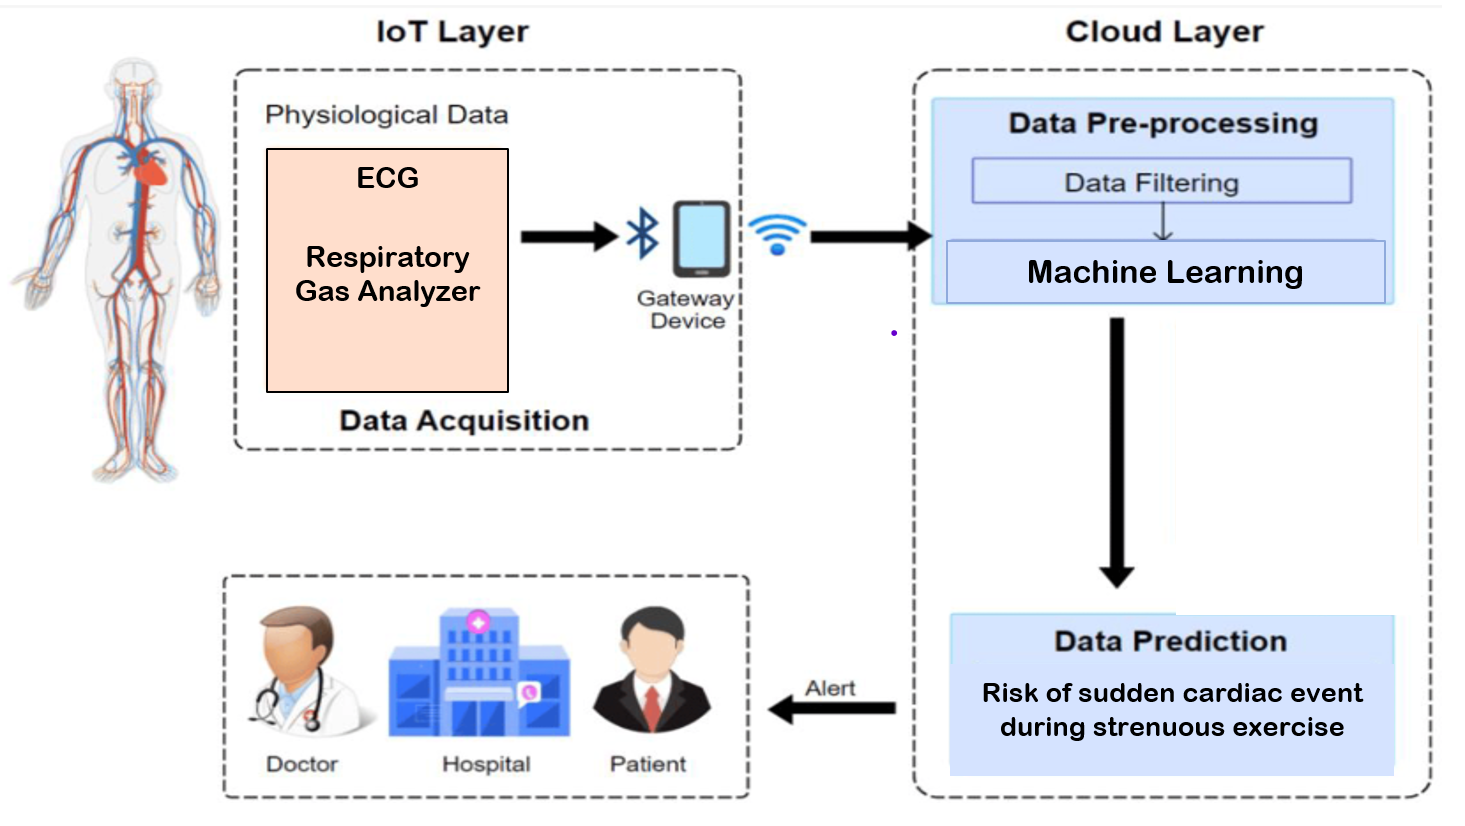 IoT Layer
Cloud Layer
Physiological Data
ECG
Respiratory
Gas Analyzer
Gateway
Device
Data Acquisition
Data Pre-processing
Data Filtering
Machine Learning
Data Prediction
Risk of sudden cardiac event
during strenuous exercise
Alert
Doctor
Hospital
Patient